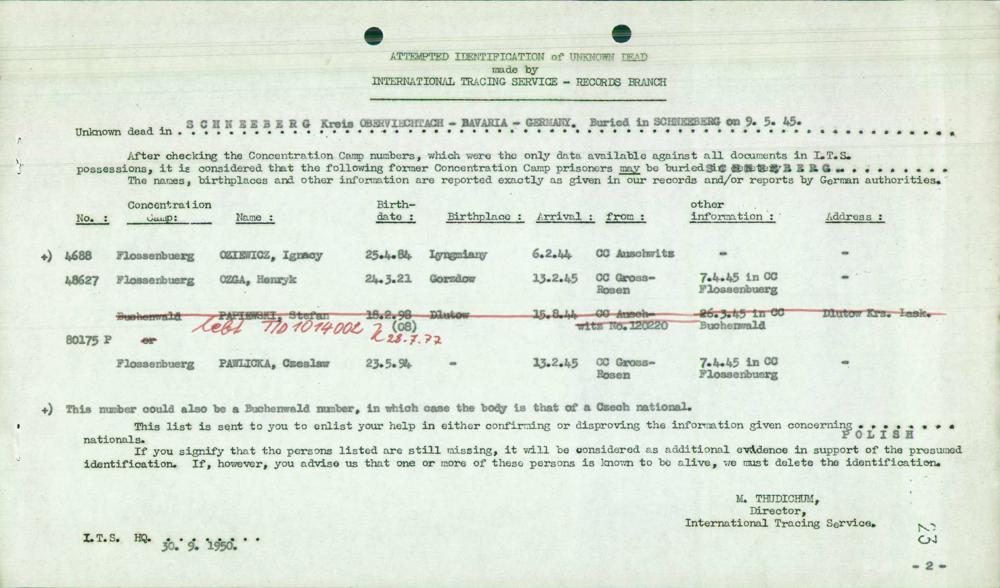 ATTEMPTED IDENTIFICATION of UNKNOWN DEAD
made by
INTERNATIONAL TRACING SERVICE - RECORDS BRANCH
Unknown dead in SCHNEEBERG Kreis OBERVIECHTACH - BAVARIA - GERMANY. Buried in SCHNEEBERG on 9. 5. 45.
After checking the Concentration Camp numbers, which were the only data available against all documents in I.T.S.
possessions, it is considered that the following former Concentration Camp prisoners may be buried in SCHNEEBERG
The names, birthplaces and other information are reported exactly as given in our records and/or reports by German authorities.
No. : Concentration Camp: Name : Birth-date : Birthplace : Arrival : from : other information : Address :
+) 4688 Flossenbuerg OZIEWICZ, Ignacy 25.4.84 Lyngmiany 6.2.44 CC Auschwitz - -
48627 Flossenbuerg OZGA, Henryk 24.3.21 Gorzdow 13.2.45 CC Gross- 7.4.45 in CC -
Rosen Flossenbuerg
Buchenwald PAPIEWSKI, Stefan 18.2.98 Dlutow 15.8.44 CC Ausch- 26.3.45 in CC Dlutow Krs. Lask.
lebt T/D 1014002 (08) witz No. 120220 Buchenwald
80175 P or 28.7.77
Flossenbuerg PAWLICKA, Czeslaw 23.5.94 - 13.2.45 CC Gross- 7.4.45 in CC -
Rosen Flossenbuerg
+) This number could also be a Buchenwald number, in which case the body is that of a Czech national.
This list is sent to you to enlist your help in either confirming or disproving the information given concerning POLISH
nationals.
If you signify that the persons listed are still missing, it will be considered as additional evidence in support of the presumed
identification. If, however, you advise us that one or more of these persons is known to be alive, we must delete the identification.
M. THUDICHUM,
Director,
International Tracing Service.
I.T.S. HQ. 30. 9. 1950.
23
- 2 -